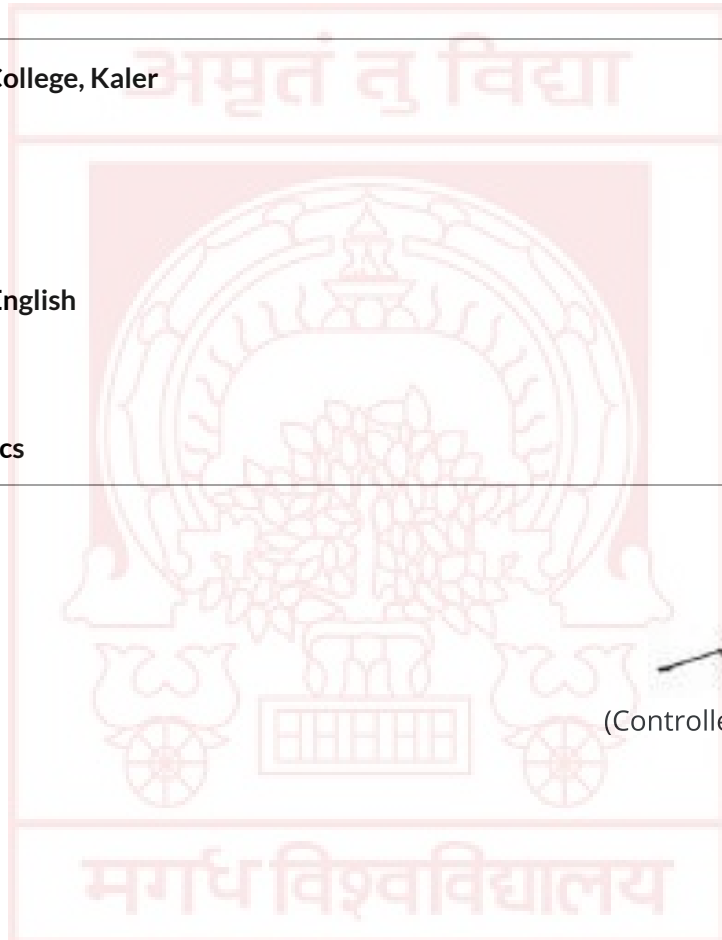 अमृतं तु विद्या
College, Kaler
English
cs
(Controlle
मगध विश्वविद्यालय